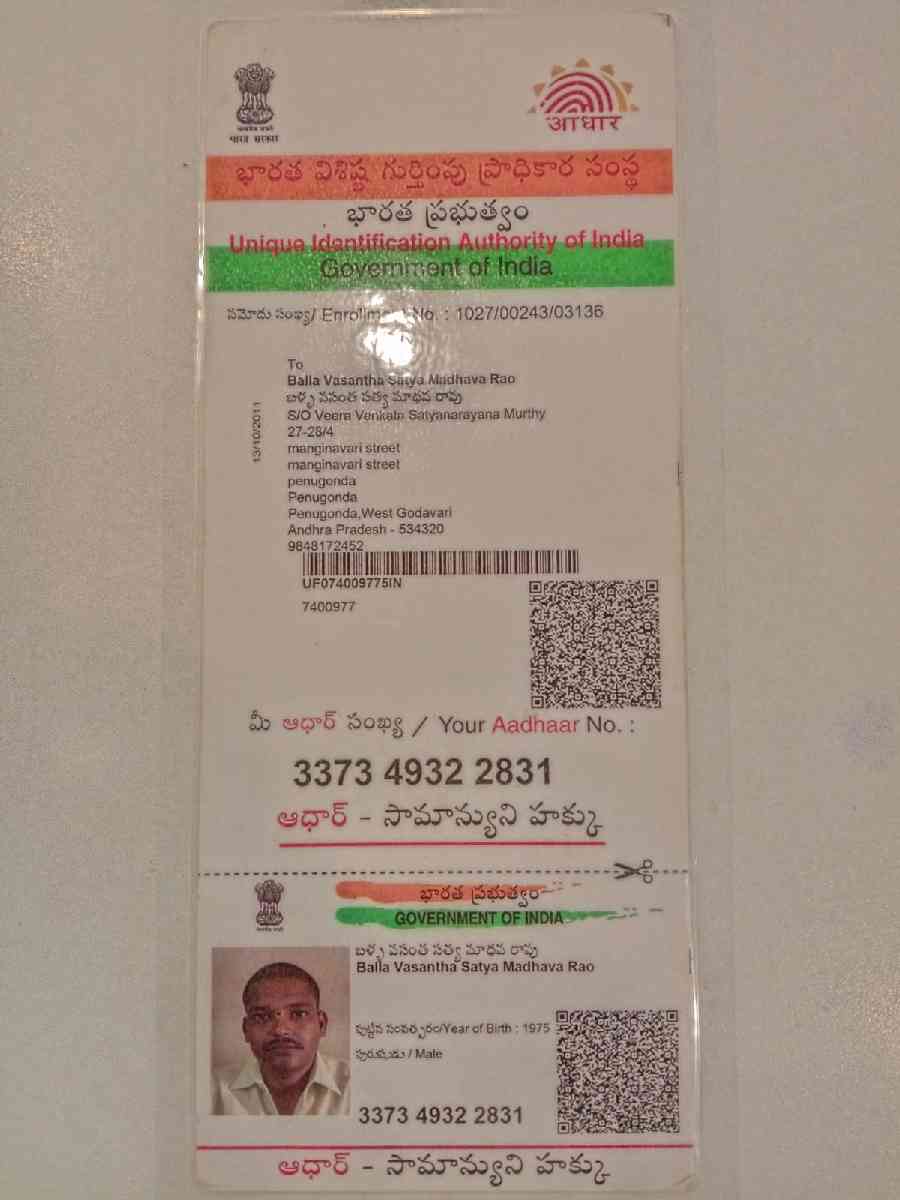 भारत सरकार
आधार
భారత విశిష్ట గుర్తింపు ప్రాధికార సంస్థ
భారత ప్రభుత్వం
Unique Identification Authority of India
Government of India
నమోదు సంఖ్య/ Enrollment No. : 1027/00243/03136
13/10/2011
To
Balla Vasantha Satya Madhava Rao
బళ్ళ వసంత సత్య మాధవ రావు
S/O Veera Venkata Satyanarayana Murthy
27-28/4
manginavari street
manginavari street
penugonda
Penugonda
Penugonda,West Godavari
Andhra Pradesh - 534320
9848172452
UF074009775IN
7400977
మీ ఆధార్ సంఖ్య / Your Aadhaar No. :
3373 4932 2831
ఆధార్ - సామాన్యుని హక్కు
భారత ప్రభుత్వం
GOVERNMENT OF INDIA
బళ్ళ వసంత సత్య మాధవ రావు
Balla Vasantha Satya Madhava Rao
పుట్టిన సంవత్సరం/Year of Birth : 1975
పురుషుడు / Male
3373 4932 2831
ఆధార్ - సామాన్యుని హక్కు